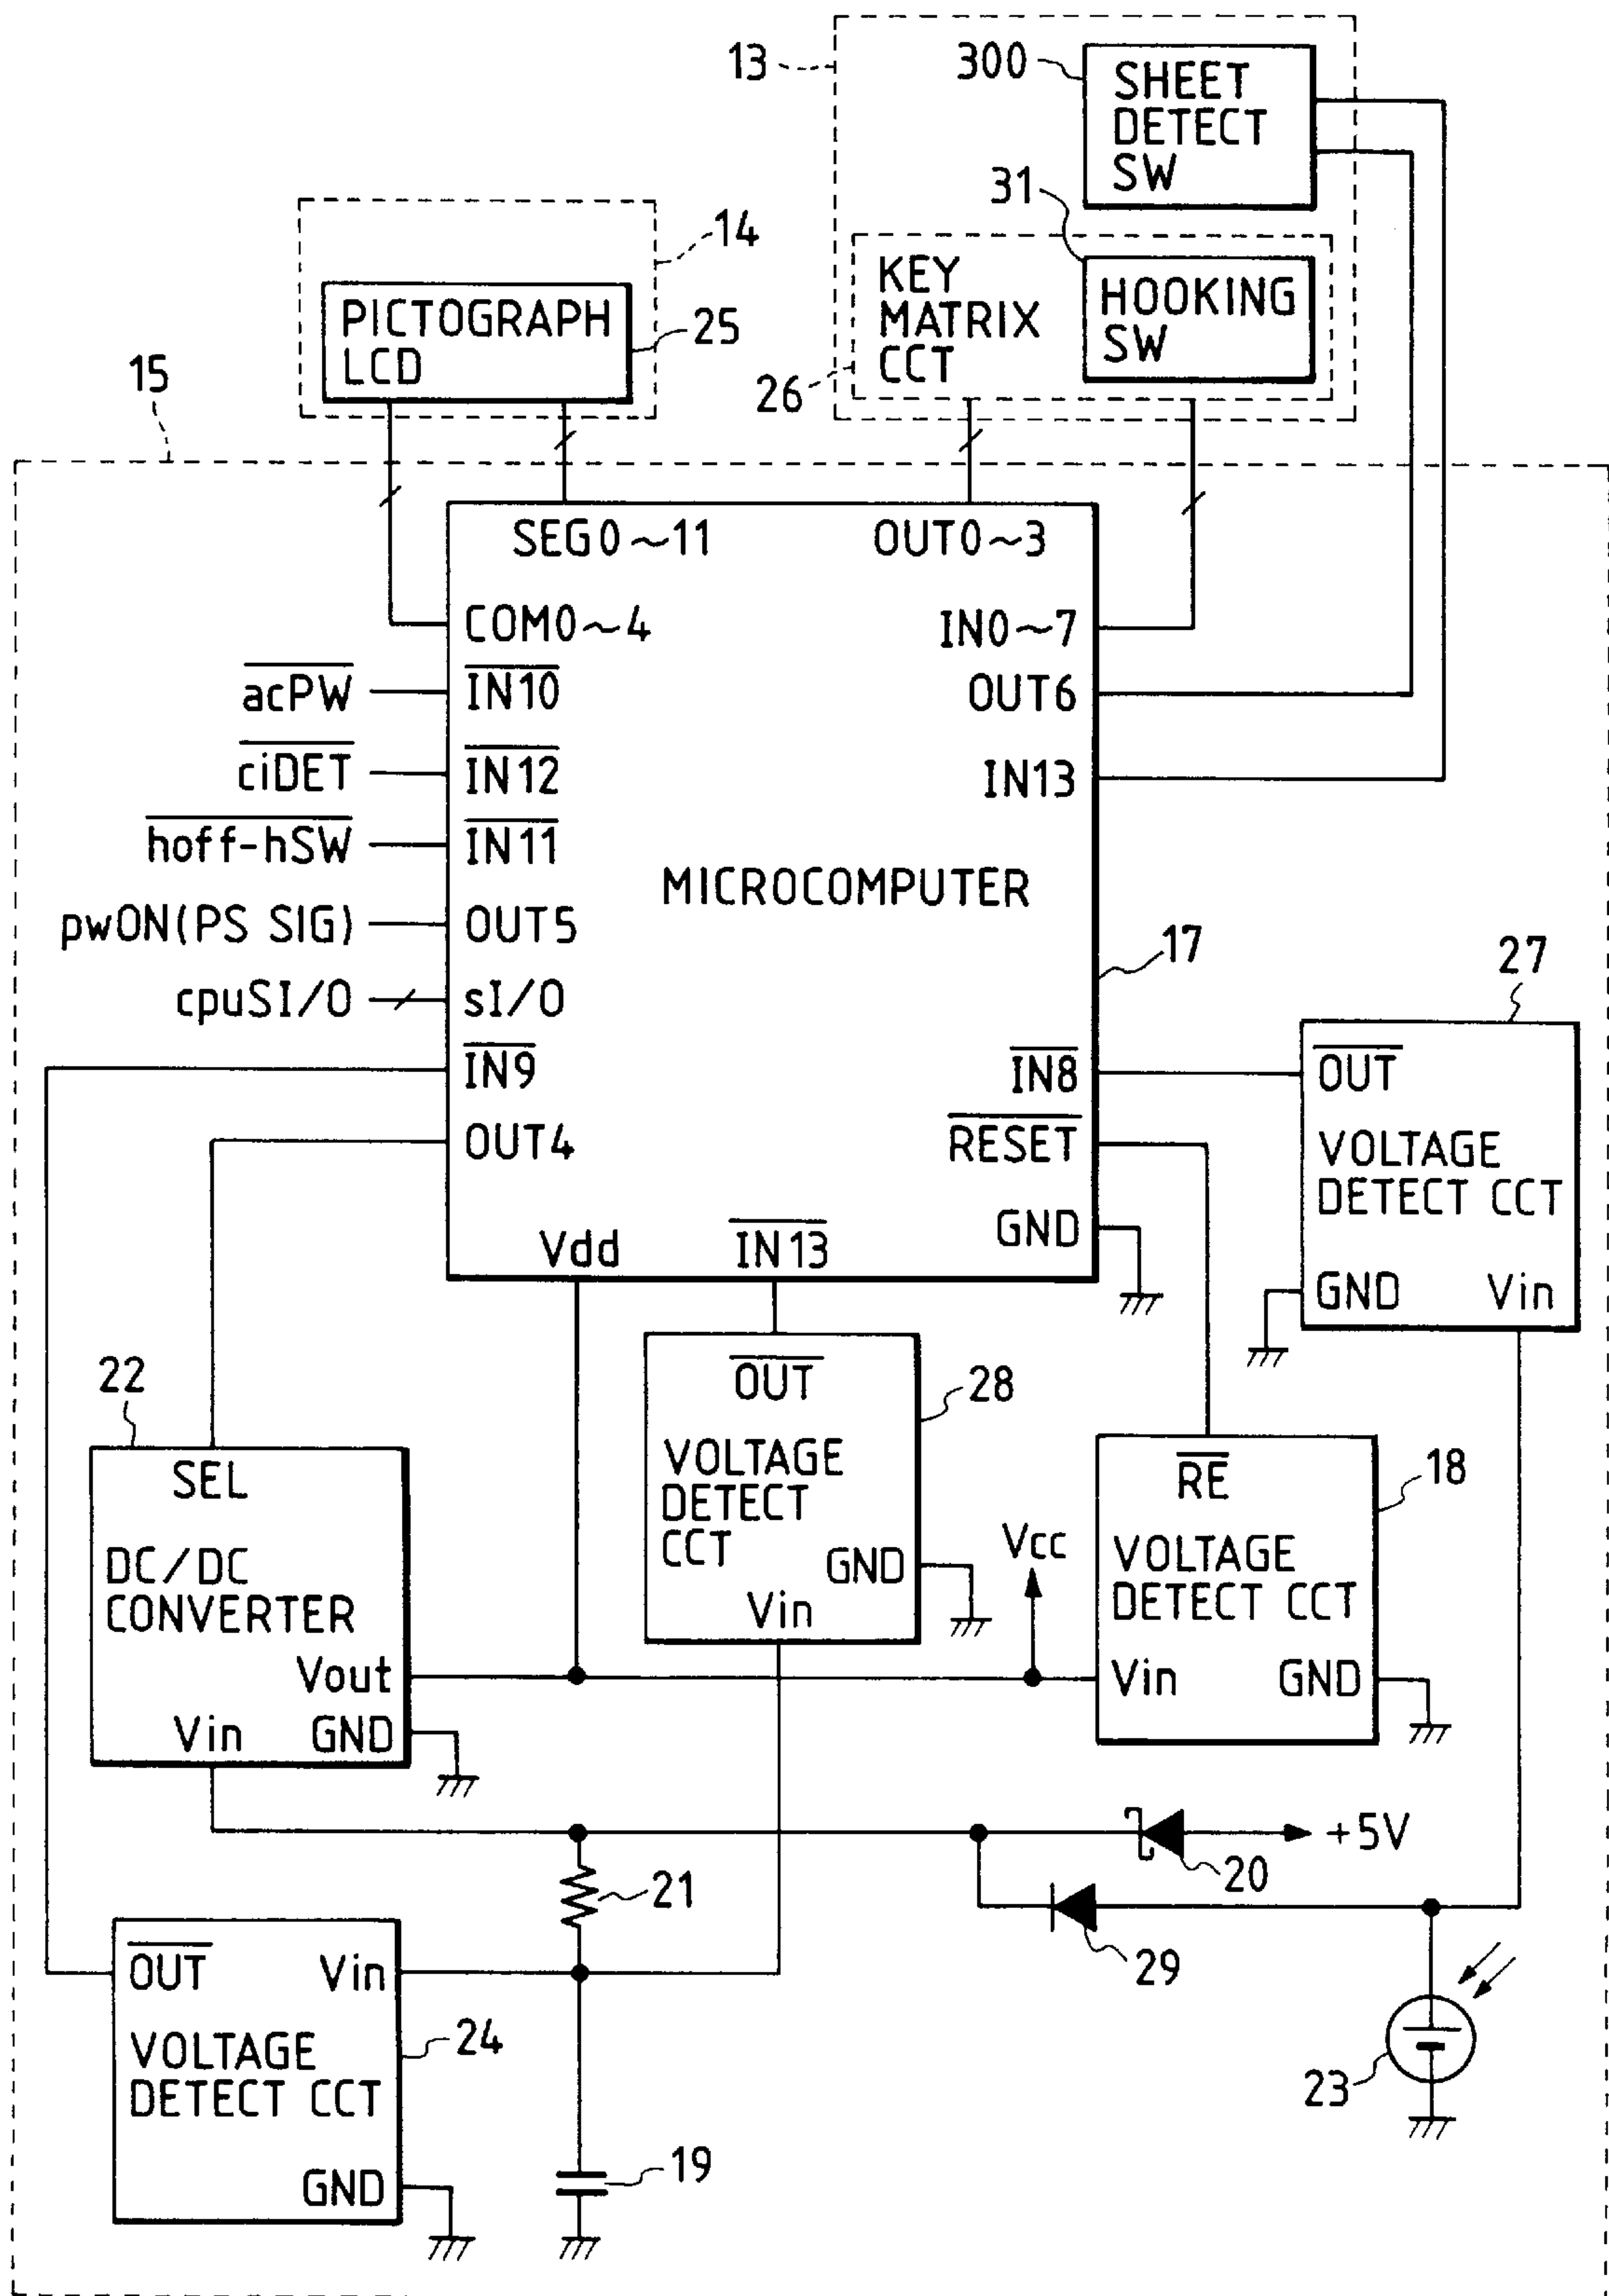 13
300
SHEET
DETECT
SW
31
14
KEY
MATRIX
CCT
HOOKING
SW
26
PICTOGRAPH
LCD
25
15
SEG0~11
OUT0~3
COM0~4
IN0~7
acPW
IN10
OUT6
ciDET
IN12
IN13
hoff-hSW
IN11
MICROCOMPUTER
pwON(PS SIG)
OUT5
17
cpuSI/O
sI/O
27
IN9
IN8
OUT
OUT4
RESET
VOLTAGE
DETECT CCT
Vdd
IN13
GND
GND
Vin
22
OUT
28
SEL
VOLTAGE
DETECT
CCT
RE
18
DC/DC
CONVERTER
GND
Vcc
VOLTAGE
DETECT CCT
Vin
Vout
Vin
GND
Vin
GND
+5V
20
21
29
OUT
Vin
24
VOLTAGE
DETECT CCT
23
19
GND